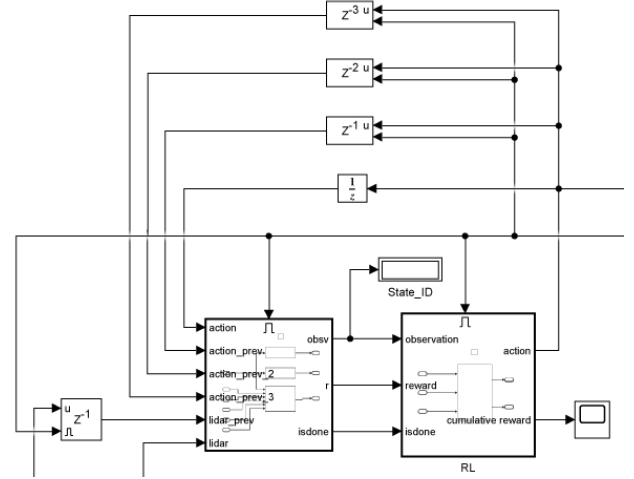 Z-3 u
Z-2 u
Z-1 u
1
z
State_ID
action
action_prev
action_prev_2
action_prev_3
lidar_prev
lidar
obsv
r
isdone
observation
reward
isdone
action
cumulative reward
RL
u
Z-1